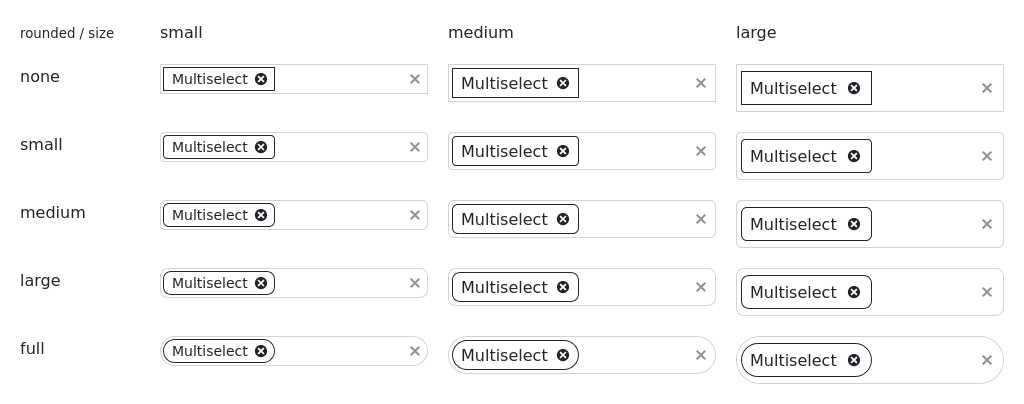 rounded / size small medium large
none Multiselect Multiselect Multiselect
small Multiselect Multiselect Multiselect
medium Multiselect Multiselect Multiselect
large Multiselect Multiselect Multiselect
full Multiselect Multiselect Multiselect